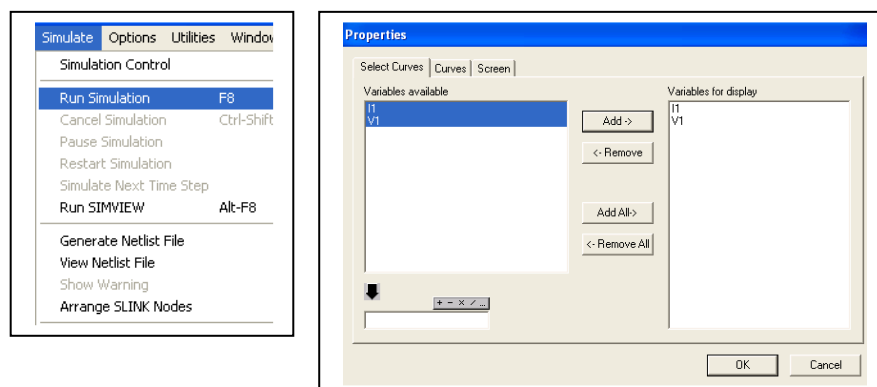 Simulate Options Utilities
Simulation Control
Run Simulation F8
Cancel Simulation Ctrl-Shift
Pause Simulation
Restart Simulation
Simulate Next Time Step
Run SIMVIEW Alt-F8
Generate Netlist File
View Netlist File
Show Warning
Arrange SLINK Nodes
Properties
Select Curves Curves Screen
Variables available
I1
V1
Add ->
<- Remove
Add All->
<- Remove All
+ - × / ...
Variables for display
I1
V1
OK Cancel